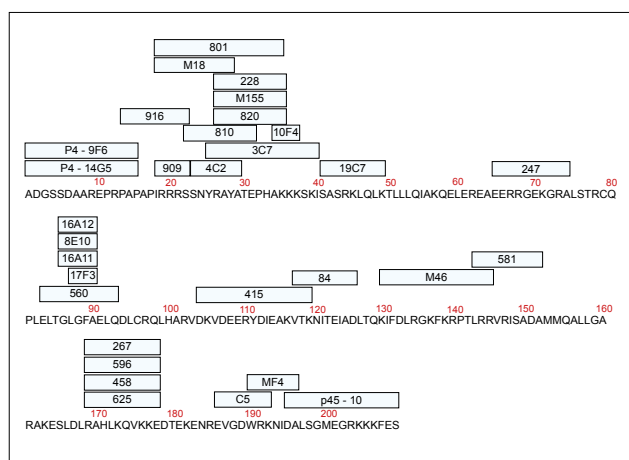 801
M18
228
M155
916 820
810 10F4
P4 - 9F6 3C7
P4 - 14G5 909 4C2 19C7 247
10 20 30 40 50 60 70 80
ADGSSDAAREPRPAPAPIRRRSSNYRAYATEPHAKKKSKISASRKLQLKTLLLQIAKQELEREAEERRGEKGRALSTRCQ
16A12
8E10
16A11 581
17F3 84 M46
560 415
90 100 110 120 130 140 150 160
PLELTGLGFAELQDLCRQLHARVDKVDEERYDIEAKVTKNITEIADLTQKIFDLRGKFKRPTLRRVRISADAMMQALLGA
267
596
458 MF4
625 C5 p45 - 10
170 180 190 200
RAKESLDLRAHLKQVKKEDTEKENREVGDWRKNIDALSGMEGRKKKFES